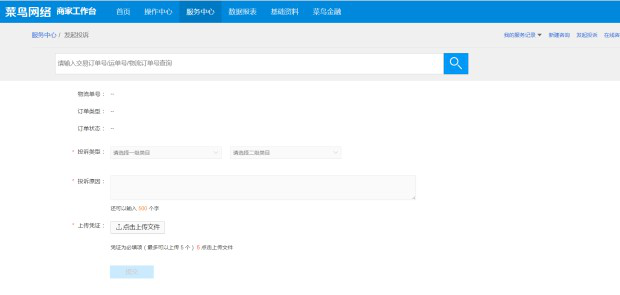 菜鸟网络 商家工作台 首页 操作中心 服务中心 数据报表 基础资料 菜鸟金融
服务中心 / 发起投诉 我的服务记录 新建咨询 发起投诉 在线咨
请输入交易订单号/运单号/物流订单号查询
物流单号： --
订单类型： --
订单状态： --
* 投诉类型： 请选择一级类目 请选择二级类目
* 投诉原因：
还可以输入 500 个字
* 上传凭证： 点击上传文件
凭证为必填项（最多可以上传 5 个） 点击上传文件
提交